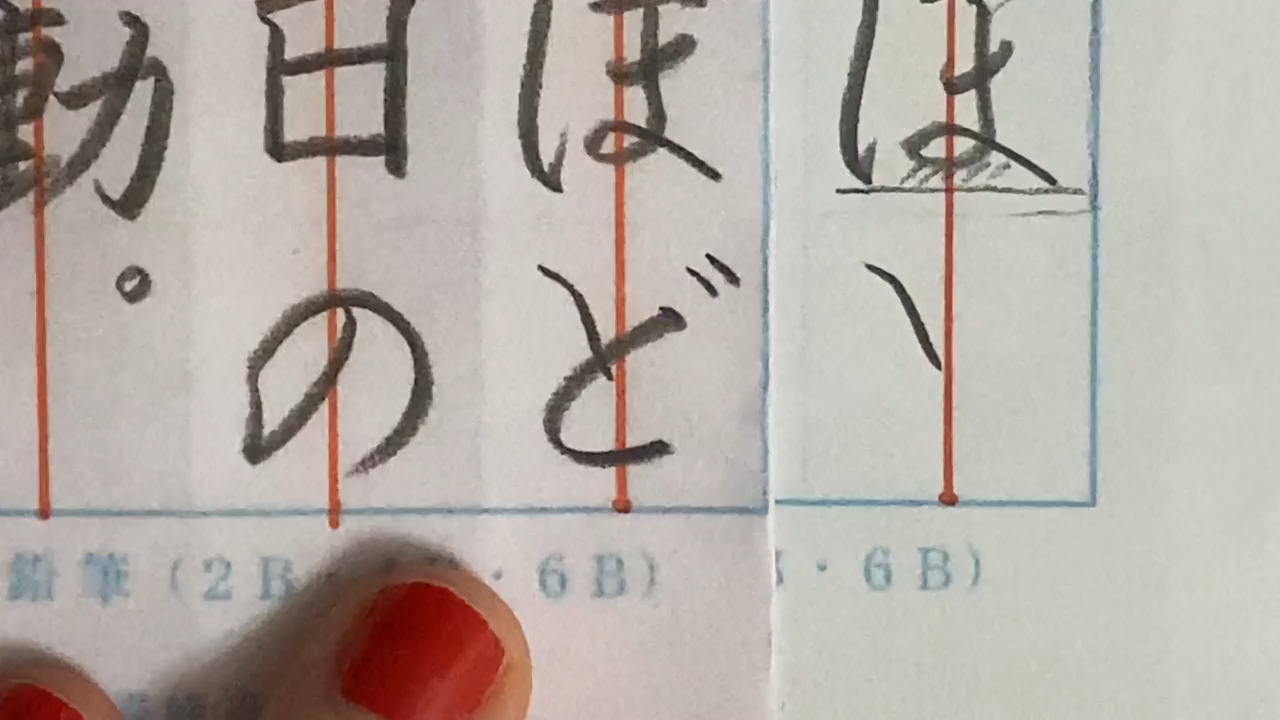 ほ
ほど
日の
動。
・6B)
鉛筆(2B・ ・6B)